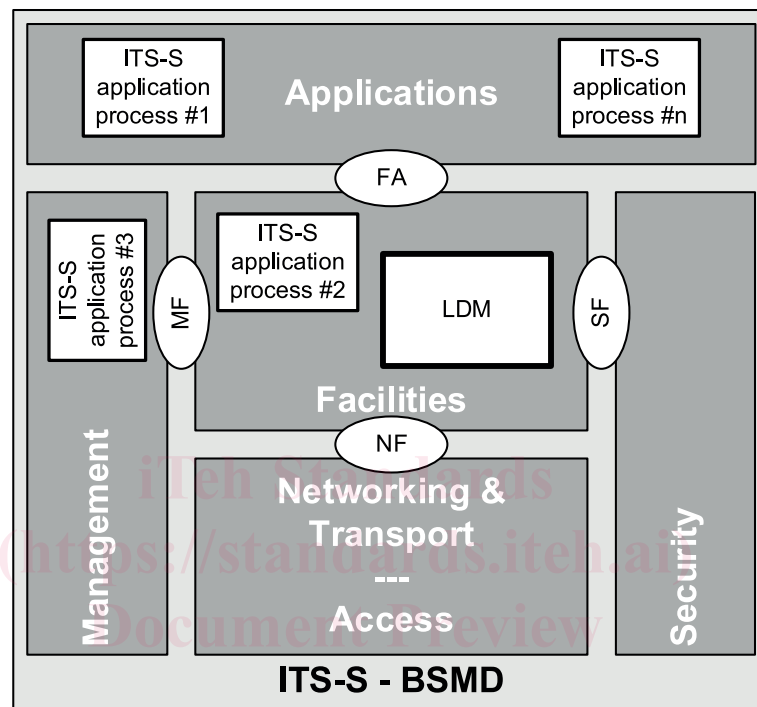 ITS-S
application
process #1
Applications
ITS-S
application
process #n
FA
ITS-S
application
process #3
MF
ITS-S
application
process #2
LDM
SF
Facilities
NF
Management
Networking &
Transport
---
Access
Security
iTeh Standards
(https://standards.iteh.ai)
Document Preview
ITS-S - BSMD